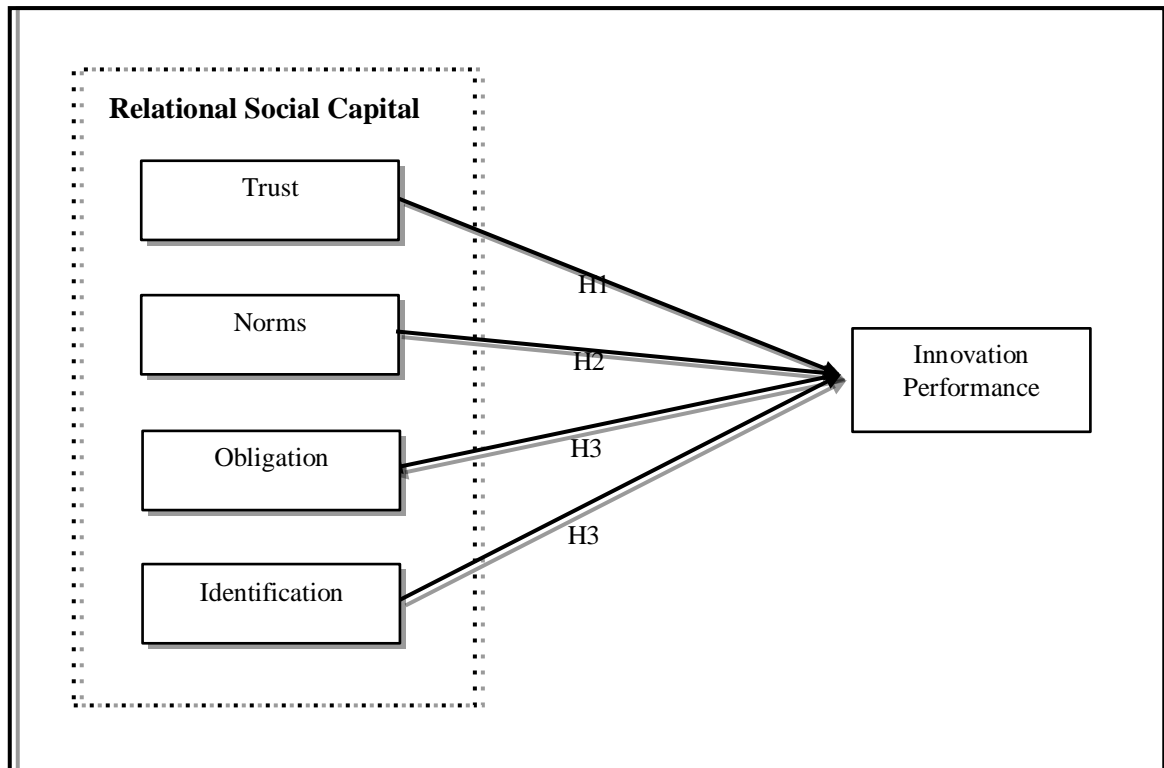 Relational Social Capital
Trust
H1
Norms
H2
Innovation
Performance
Obligation
H3
Identification
H3